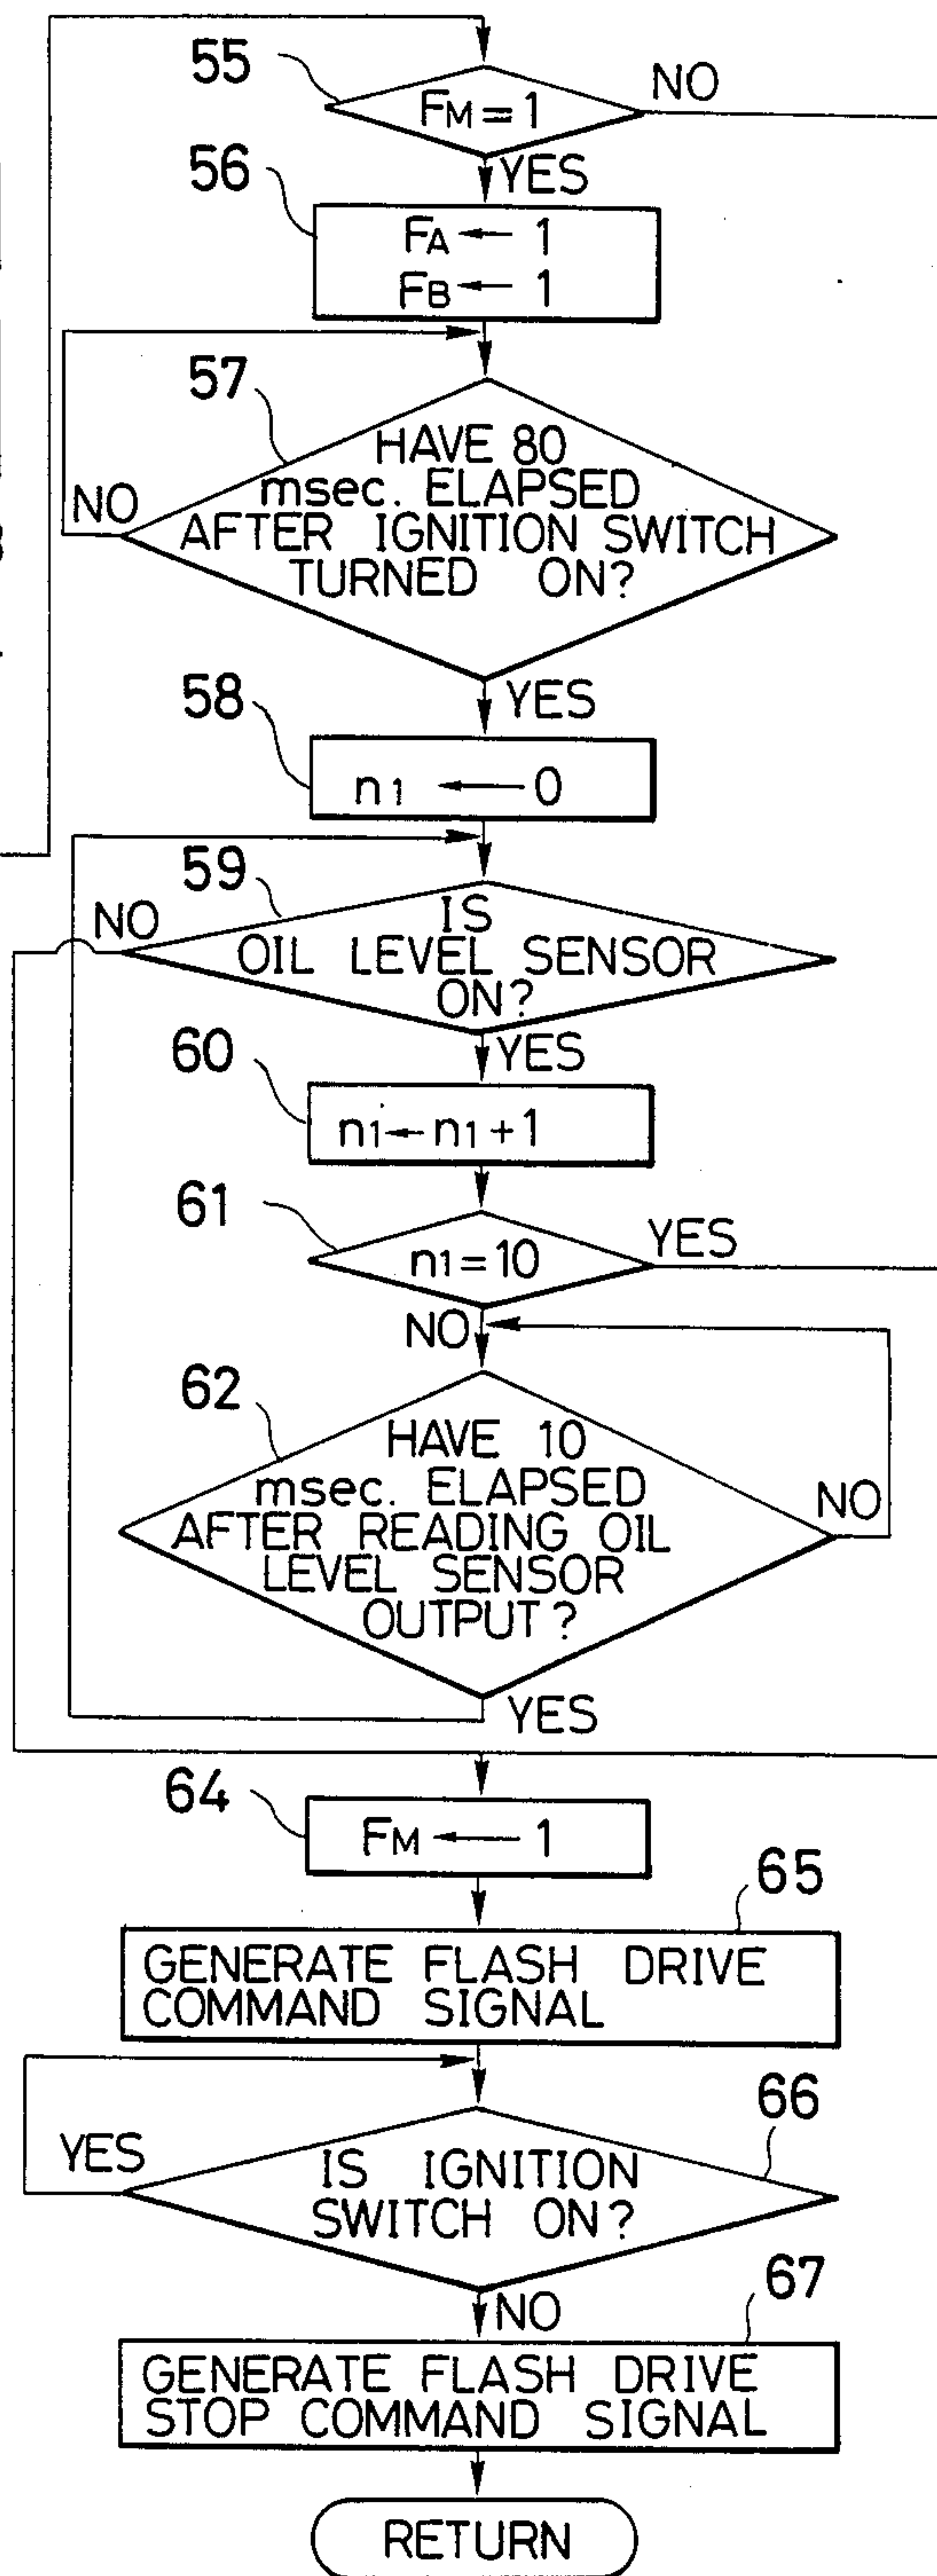 55
FM = 1
NO
YES
56
FA ← 1
FB ← 1
57
HAVE 80
msec. ELAPSED
AFTER IGNITION SWITCH
TURNED ON?
NO
YES
58
n1 ← 0
59
IS
OIL LEVEL SENSOR
ON?
NO
YES
60
n1 ← n1 + 1
61
n1 = 10
YES
NO
62
HAVE 10
msec. ELAPSED
AFTER READING OIL
LEVEL SENSOR
OUTPUT?
NO
YES
64
FM ← 1
65
GENERATE FLASH DRIVE
COMMAND SIGNAL
66
IS IGNITION
SWITCH ON?
YES
NO
67
GENERATE FLASH DRIVE
STOP COMMAND SIGNAL
RETURN